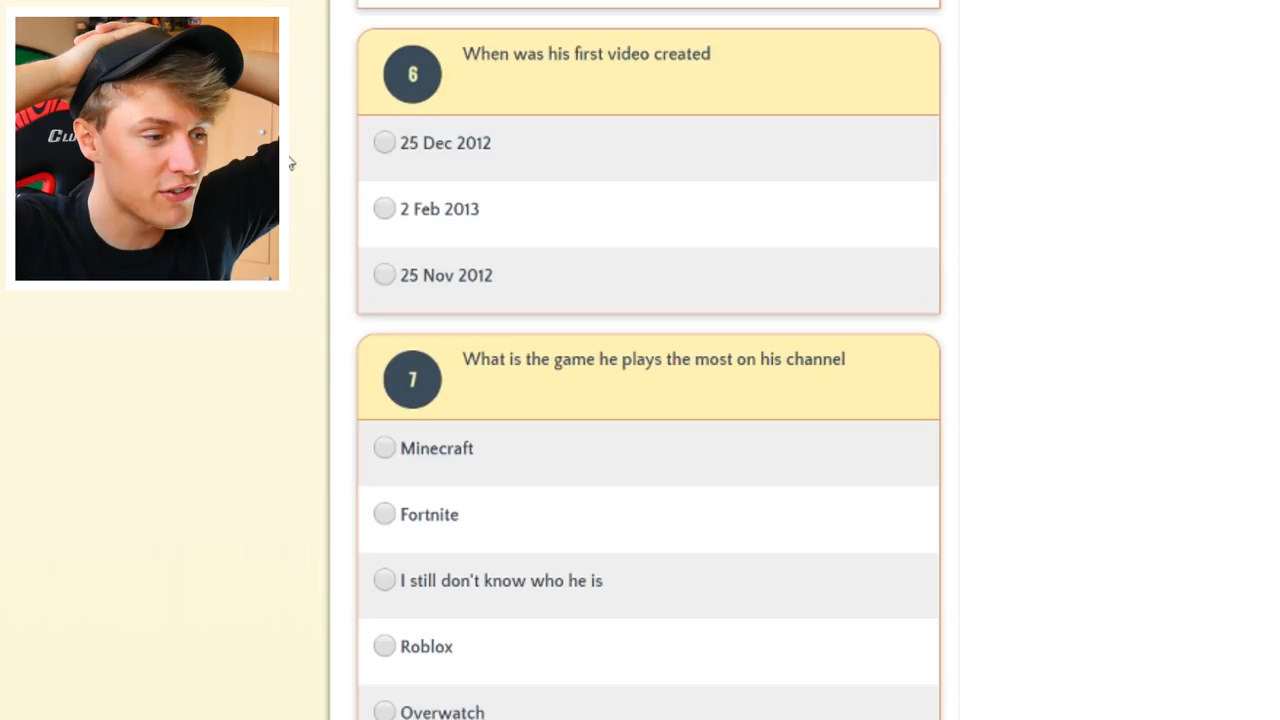 6
When was his first video created
25 Dec 2012
2 Feb 2013
25 Nov 2012
7
What is the game he plays the most on his channel
Minecraft
Fortnite
I still don't know who he is
Roblox
Overwatch